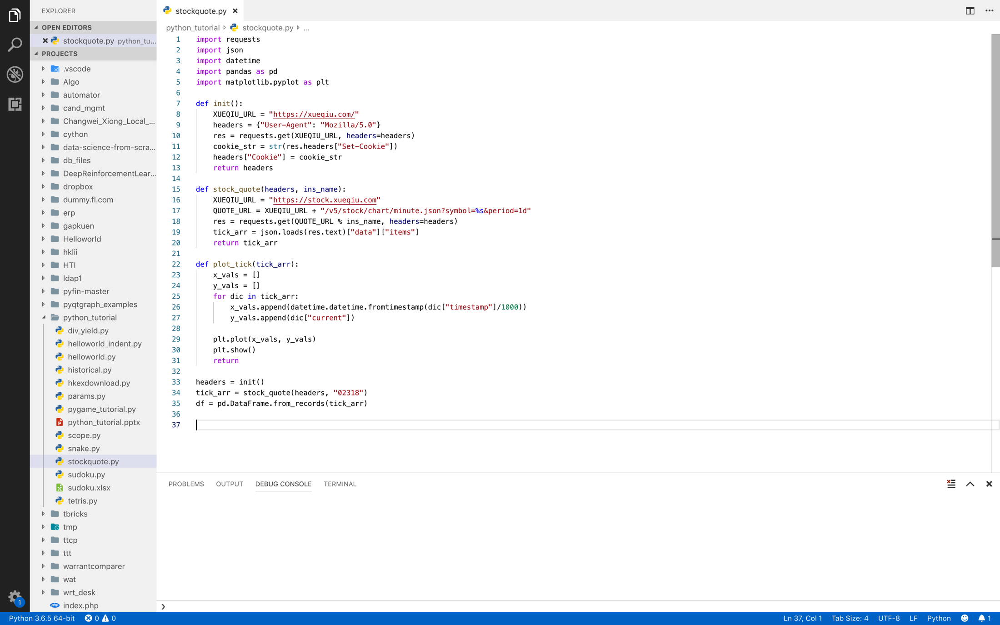 EXPLORER
OPEN EDITORS
stockquote.py python_tu...
PROJECTS
.vscode
Algo
automator
cand_mgmt
Changwei_Xiong_Local_...
cython
data-science-from-scra...
db_files
DeepReinforcementLear...
dropbox
dummy.fl.com
erp
gapkuen
Helloworld
hklii
HTI
ldap1
pyfin-master
pyqtgraph_examples
python_tutorial
div_yield.py
helloworld_indent.py
helloworld.py
historical.py
hkexdownload.py
params.py
pygame_tutorial.py
python_tutorial.pptx
scope.py
snake.py
stockquote.py
sudoku.py
sudoku.xlsx
tetris.py
tbricks
tmp
ttcp
ttt
warrantcomparer
wat
wrt_desk
php index.php
1
stockquote.py
python_tutorial stockquote.py ...
1 import requests
2 import json
3 import datetime
4 import pandas as pd
5 import matplotlib.pyplot as plt
6
7 def init():
8     XUEQIU_URL = "https://xueqiu.com/"
9     headers = {"User-Agent": "Mozilla/5.0"}
10     res = requests.get(XUEQIU_URL, headers=headers)
11     cookie_str = str(res.headers["Set-Cookie"])
12     headers["Cookie"] = cookie_str
13     return headers
14
15 def stock_quote(headers, ins_name):
16     XUEQIU_URL = "https://stock.xueqiu.com"
17     QUOTE_URL = XUEQIU_URL + "/v5/stock/chart/minute.json?symbol=%s&period=1d"
18     res = requests.get(QUOTE_URL % ins_name, headers=headers)
19     tick_arr = json.loads(res.text)["data"]["items"]
20     return tick_arr
21
22 def plot_tick(tick_arr):
23     x_vals = []
24     y_vals = []
25     for dic in tick_arr:
26         x_vals.append(datetime.datetime.fromtimestamp(dic["timestamp"]/1000))
27         y_vals.append(dic["current"])
28
29     plt.plot(x_vals, y_vals)
30     plt.show()
31     return
32
33 headers = init()
34 tick_arr = stock_quote(headers, "02318")
35 df = pd.DataFrame.from_records(tick_arr)
36
37
PROBLEMS OUTPUT DEBUG CONSOLE TERMINAL
Python 3.6.5 64-bit 0 0 Ln 37, Col 1 Tab Size: 4 UTF-8 LF Python 1